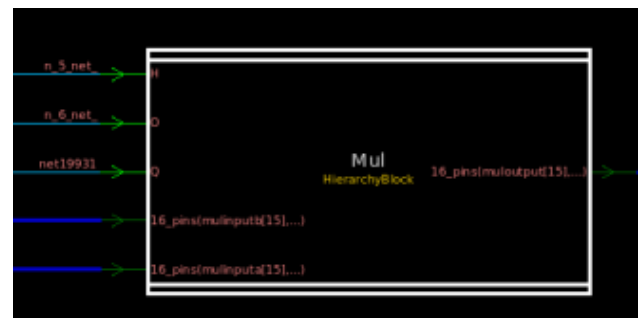 n_5_net_
H
n_6_net_
O
net19931
Q
Mul
HierarchyBlock
16_pins(muloutput[15],...)
16_pins(mulinputb[15],...)
16_pins(mulinputa[15],...)